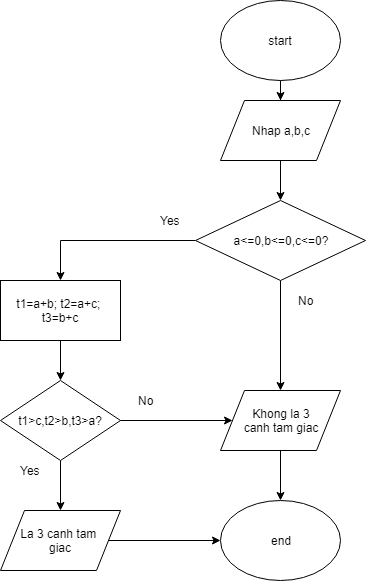 start
Nhap a,b,c
a<=0,b<=0,c<=0?
Yes
No
t1=a+b; t2=a+c;
t3=b+c
t1>c,t2>b,t3>a?
No
Yes
Khong la 3
canh tam giac
La 3 canh tam
giac
end